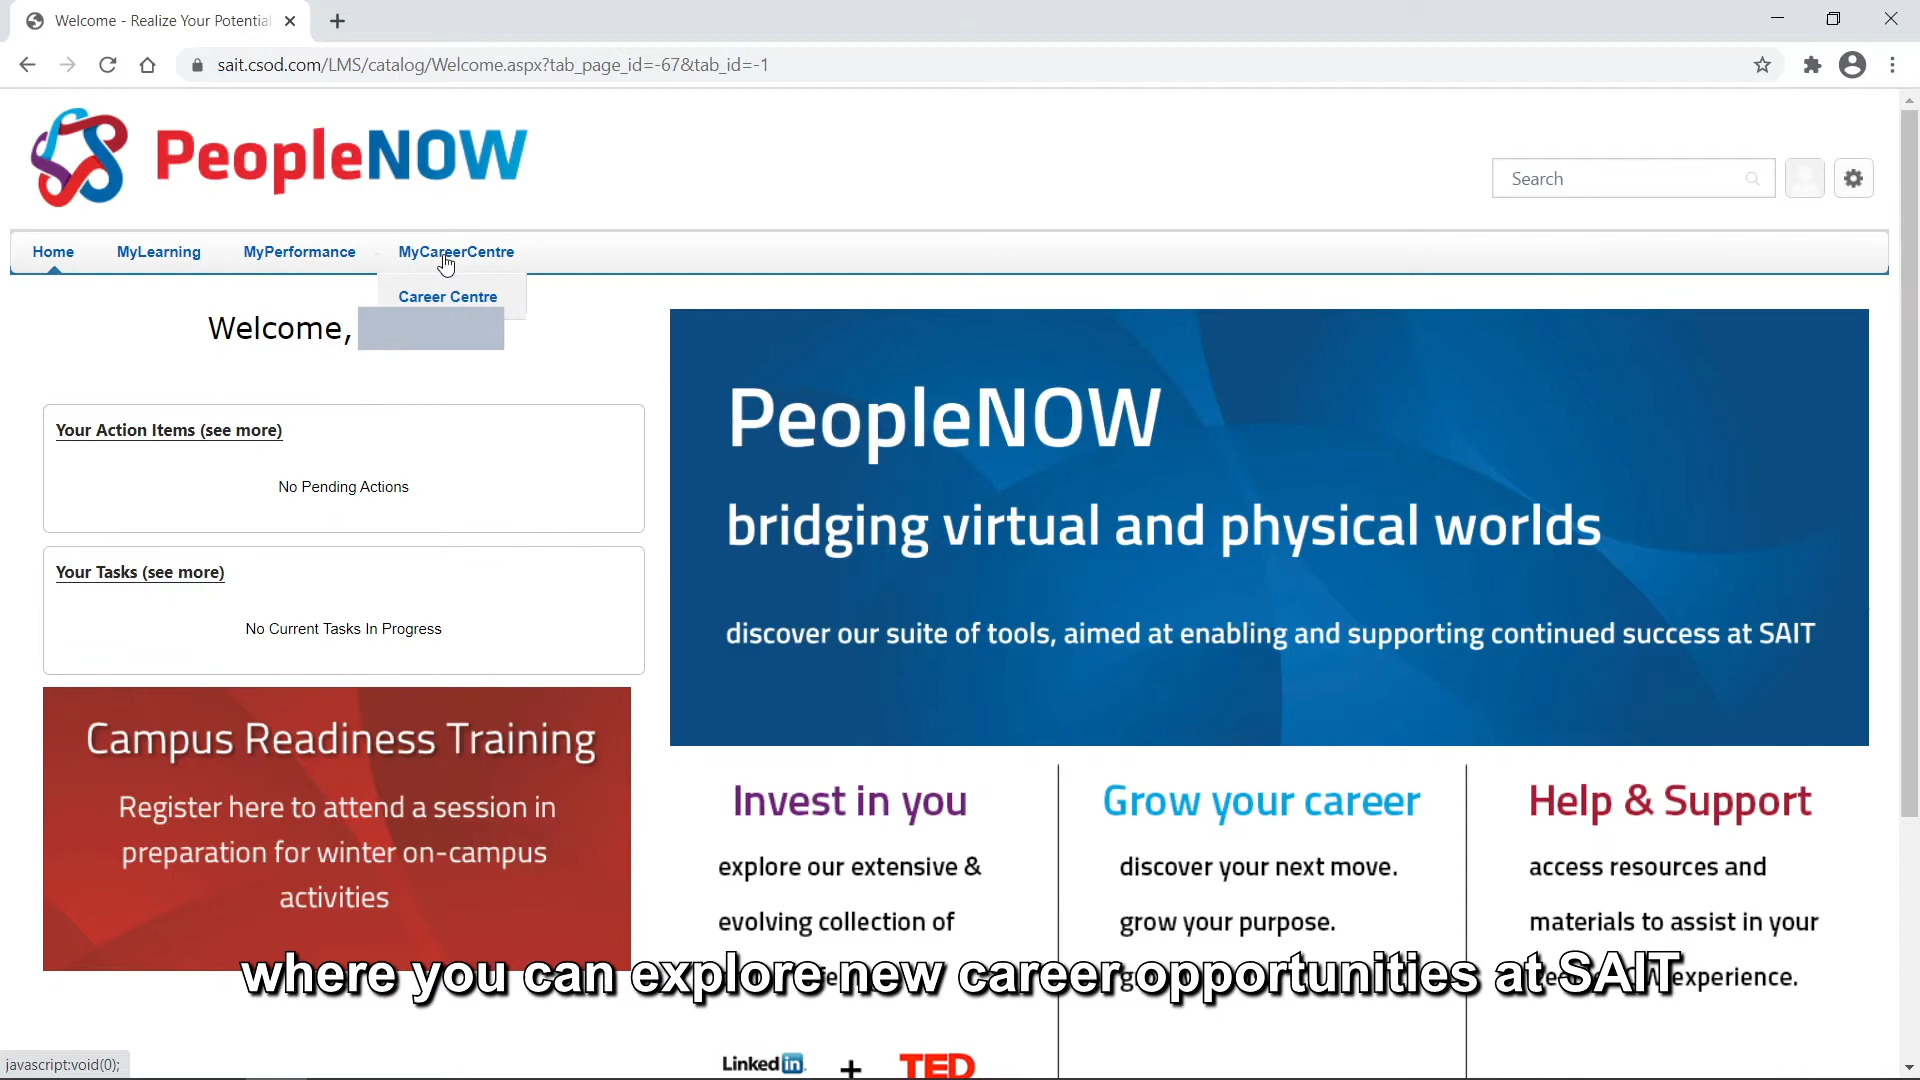 Welcome - Realize Your Potential
sait.csod.com/LMS/catalog/Welcome.aspx?tab_page_id=-67&tab_id=-1
PeopleNOW
Search
Home MyLearning MyPerformance MyCareerCentre
Career Centre
Welcome,
Your Action Items (see more)
No Pending Actions
Your Tasks (see more)
No Current Tasks In Progress
Campus Readiness Training
Register here to attend a session in
preparation for winter on-campus
activities
PeopleNOW
bridging virtual and physical worlds
discover our suite of tools, aimed at enabling and supporting continued success at SAIT
Invest in you
explore our extensive &
evolving collection of
Grow your career
discover your next move.
grow your purpose.
Help & Support
access resources and
materials to assist in your
experience.
where you can explore new career opportunities at SAIT
LinkedIn + TED
javascript:void(0);